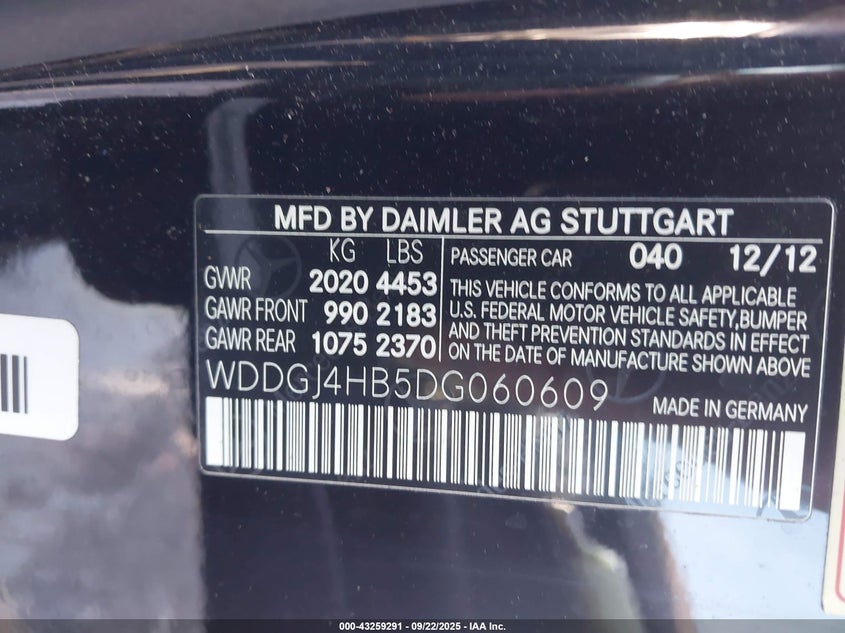 MFD BY DAIMLER AG STUTTGART
KG LBS
GVWR 2020 4453
GAWR FRONT 990 2183
GAWR REAR 1075 2370
PASSENGER CAR 040 12/12
THIS VEHICLE CONFORMS TO ALL APPLICABLE
U.S. FEDERAL MOTOR VEHICLE SAFETY,BUMPER
AND THEFT PREVENTION STANDARDS IN EFFECT
ON THE DATE OF MANUFACTURE SHOWN ABOVE
WDDGJ4HB5DG060609
MADE IN GERMANY
000-43259291 - 09/22/2025 - IAA Inc.